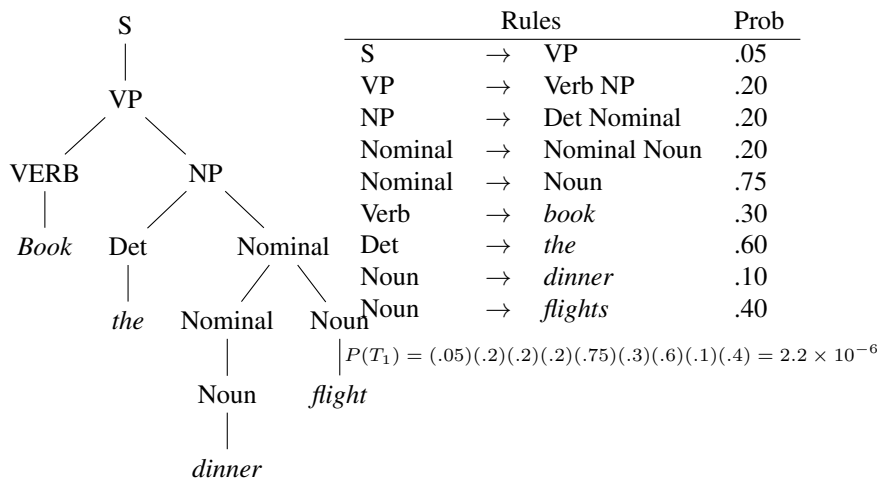 S
VP
VERB NP
Book Det Nominal
the Nominal Noun
Noun flight
dinner
Rules Prob
S → VP .05
VP → Verb NP .20
NP → Det Nominal .20
Nominal → Nominal Noun .20
Nominal → Noun .75
Verb → book .30
Det → the .60
Noun → dinner .10
Noun → flights .40
P(T₁) = (.05)(.2)(.2)(.2)(.75)(.3)(.6)(.1)(.4) = 2.2 × 10⁻⁶